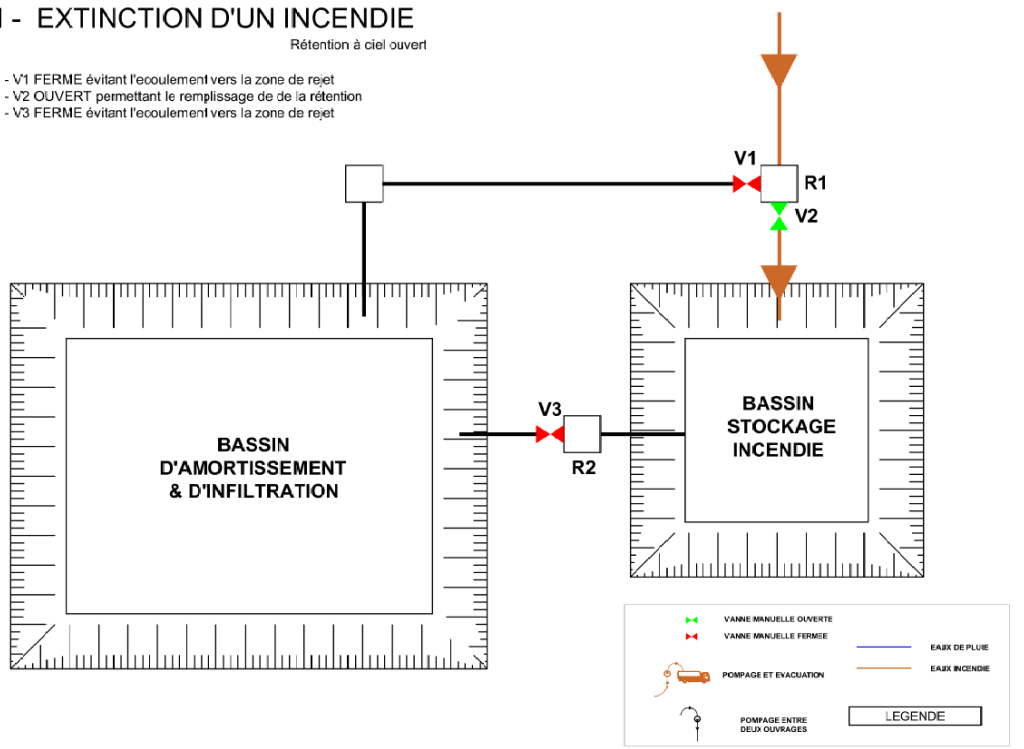 - EXTINCTION D'UN INCENDIE
Rétention à ciel ouvert
- V1 FERME évitant l'ecoulement vers la zone de rejet
- V2 OUVERT permettant le remplissage de de la rétention
- V3 FERME évitant l'ecoulement vers la zone de rejet
V1
R1
V2
BASSIN
D'AMORTISSEMENT
& D'INFILTRATION
V3
R2
BASSIN
STOCKAGE
INCENDIE
VANNE MANUELLE OUVERTE
VANNE MANUELLE FERMEE
EAUX DE PLUIE
EAUX INCENDIE
POMPAGE ET EVACUATION
POMPAGE ENTRE
DEUX OUVRAGES
LEGENDE